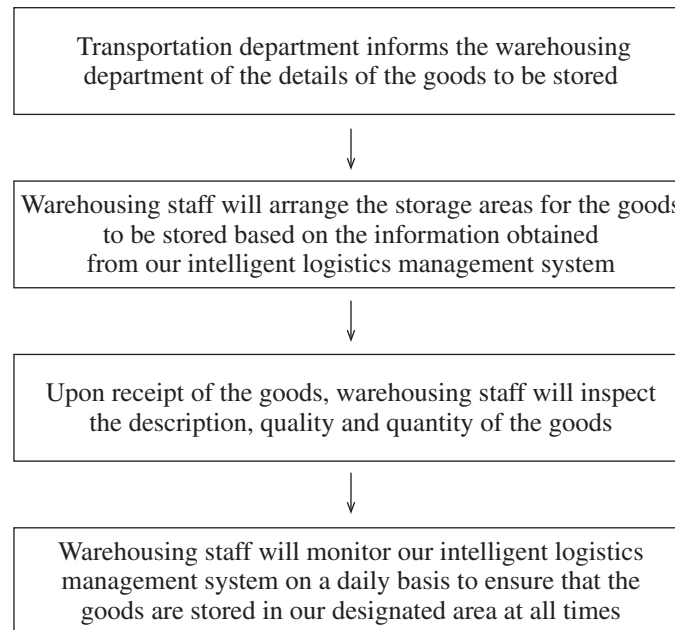 Transportation department informs the warehousing
department of the details of the goods to be stored
Warehousing staff will arrange the storage areas for the goods
to be stored based on the information obtained
from our intelligent logistics management system
Upon receipt of the goods, warehousing staff will inspect
the description, quality and quantity of the goods
Warehousing staff will monitor our intelligent logistics
management system on a daily basis to ensure that the
goods are stored in our designated area at all times